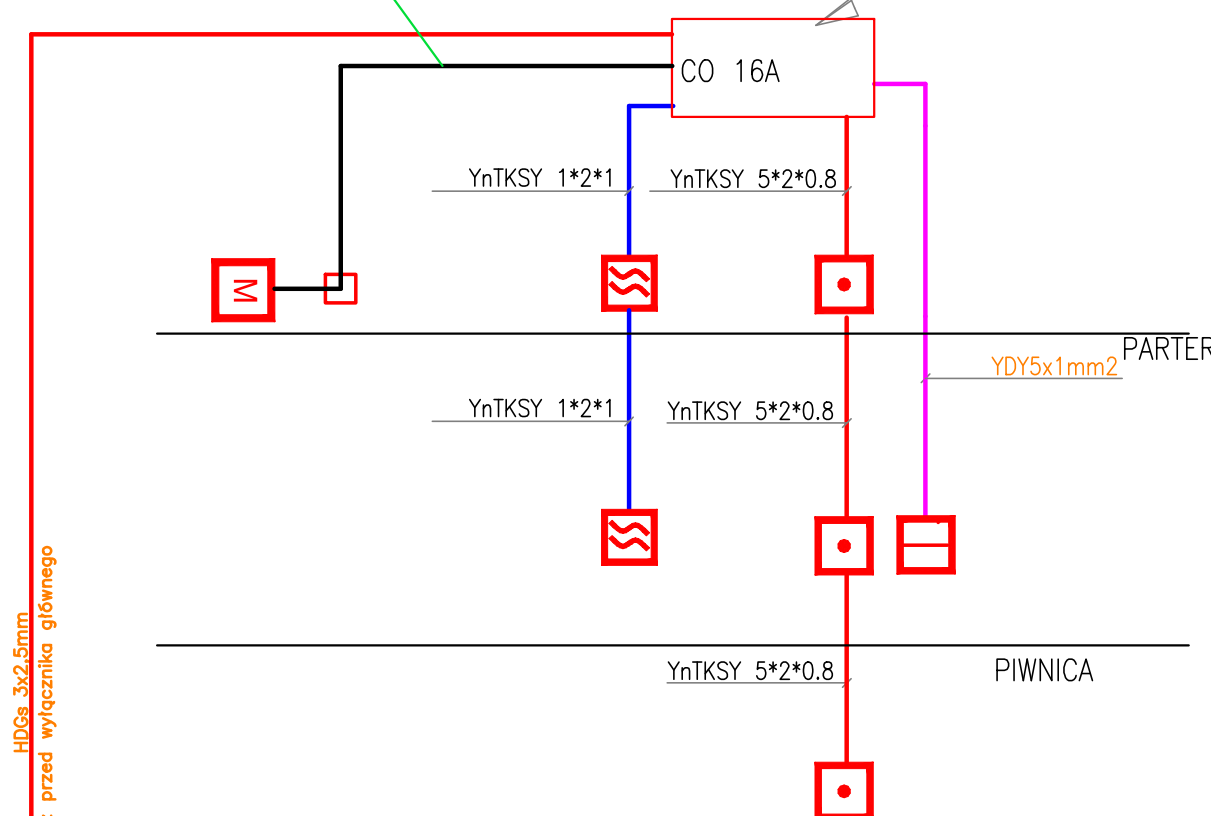 CO 16A
YnTKSY 1*2*1
YnTKSY 5*2*0.8
M
PARTER
YDY5x1mm2
YnTKSY 1*2*1
YnTKSY 5*2*0.8
HDGs 3x2,5mm
przed wyłącznika głównego
YnTKSY 5*2*0.8
PIWNICA